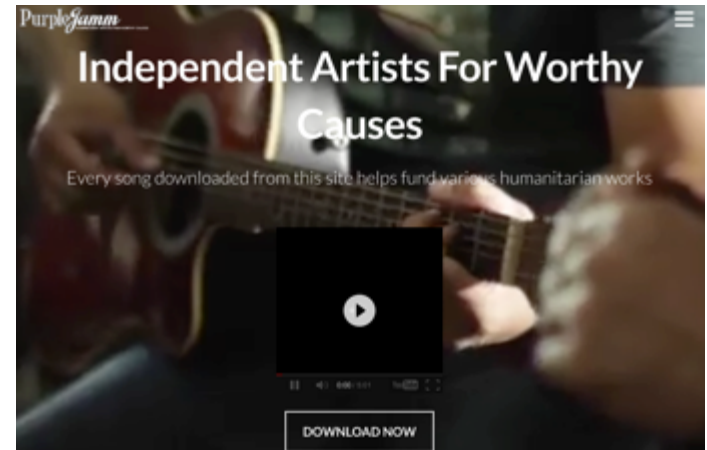 PurpleJamm
Independent Artists For Worthy
Causes
Every song downloaded from this site helps fund various humanitarian works
DOWNLOAD NOW